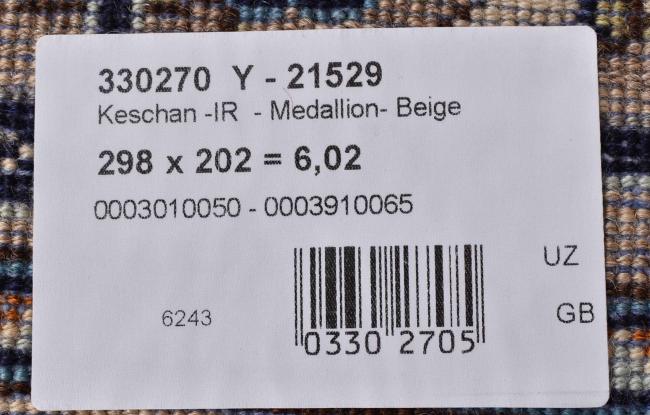 330270 Y - 21529
Keschan -IR - Medallion- Beige
298 x 202 = 6,02
0003010050 - 0003910065
UZ
6243
GB
0330 2705